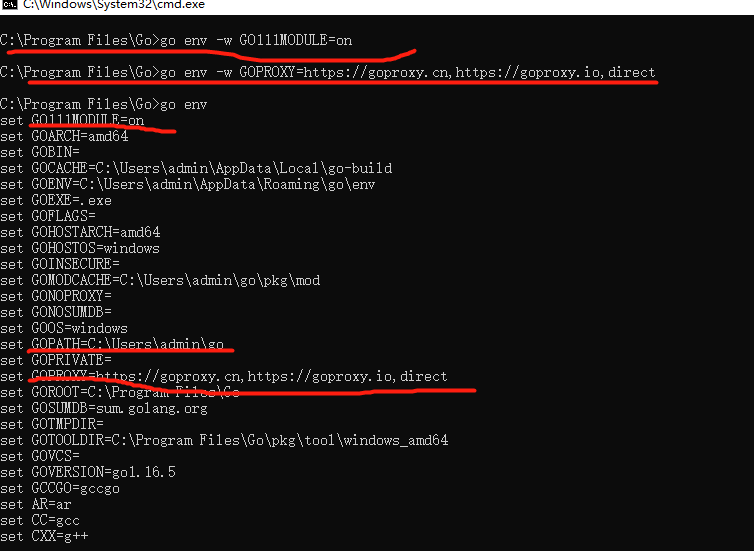 C:\Windows\System32\cmd.exe
C:\Program Files\Go>go env -w GO111MODULE=on
C:\Program Files\Go>go env -w GOPROXY=https://goproxy.cn,https://goproxy.io,direct
C:\Program Files\Go>go env
set GO111MODULE=on
set GOARCH=amd64
set GOBIN=
set GOCACHE=C:\Users\admin\AppData\Local\go-build
set GOENV=C:\Users\admin\AppData\Roaming\go\env
set GOEXE=.exe
set GOFLAGS=
set GOHOSTARCH=amd64
set GOHOSTOS=windows
set GOINSECURE=
set GOMODCACHE=C:\Users\admin\go\pkg\mod
set GONOPROXY=
set GONOSUMDB=
set GOOS=windows
set GOPATH=C:\Users\admin\go
set GOPRIVATE=
set GOPROXY=https://goproxy.cn,https://goproxy.io,direct
set GOROOT=C:\Program Files\Go
set GOSUMDB=sum.golang.org
set GOTMPDIR=
set GOTOOLDIR=C:\Program Files\Go\pkg\tool\windows_amd64
set GOVCS=
set GOVERSION=go1.16.5
set GCCGO=gccgo
set AR=ar
set CC=gcc
set CXX=g++